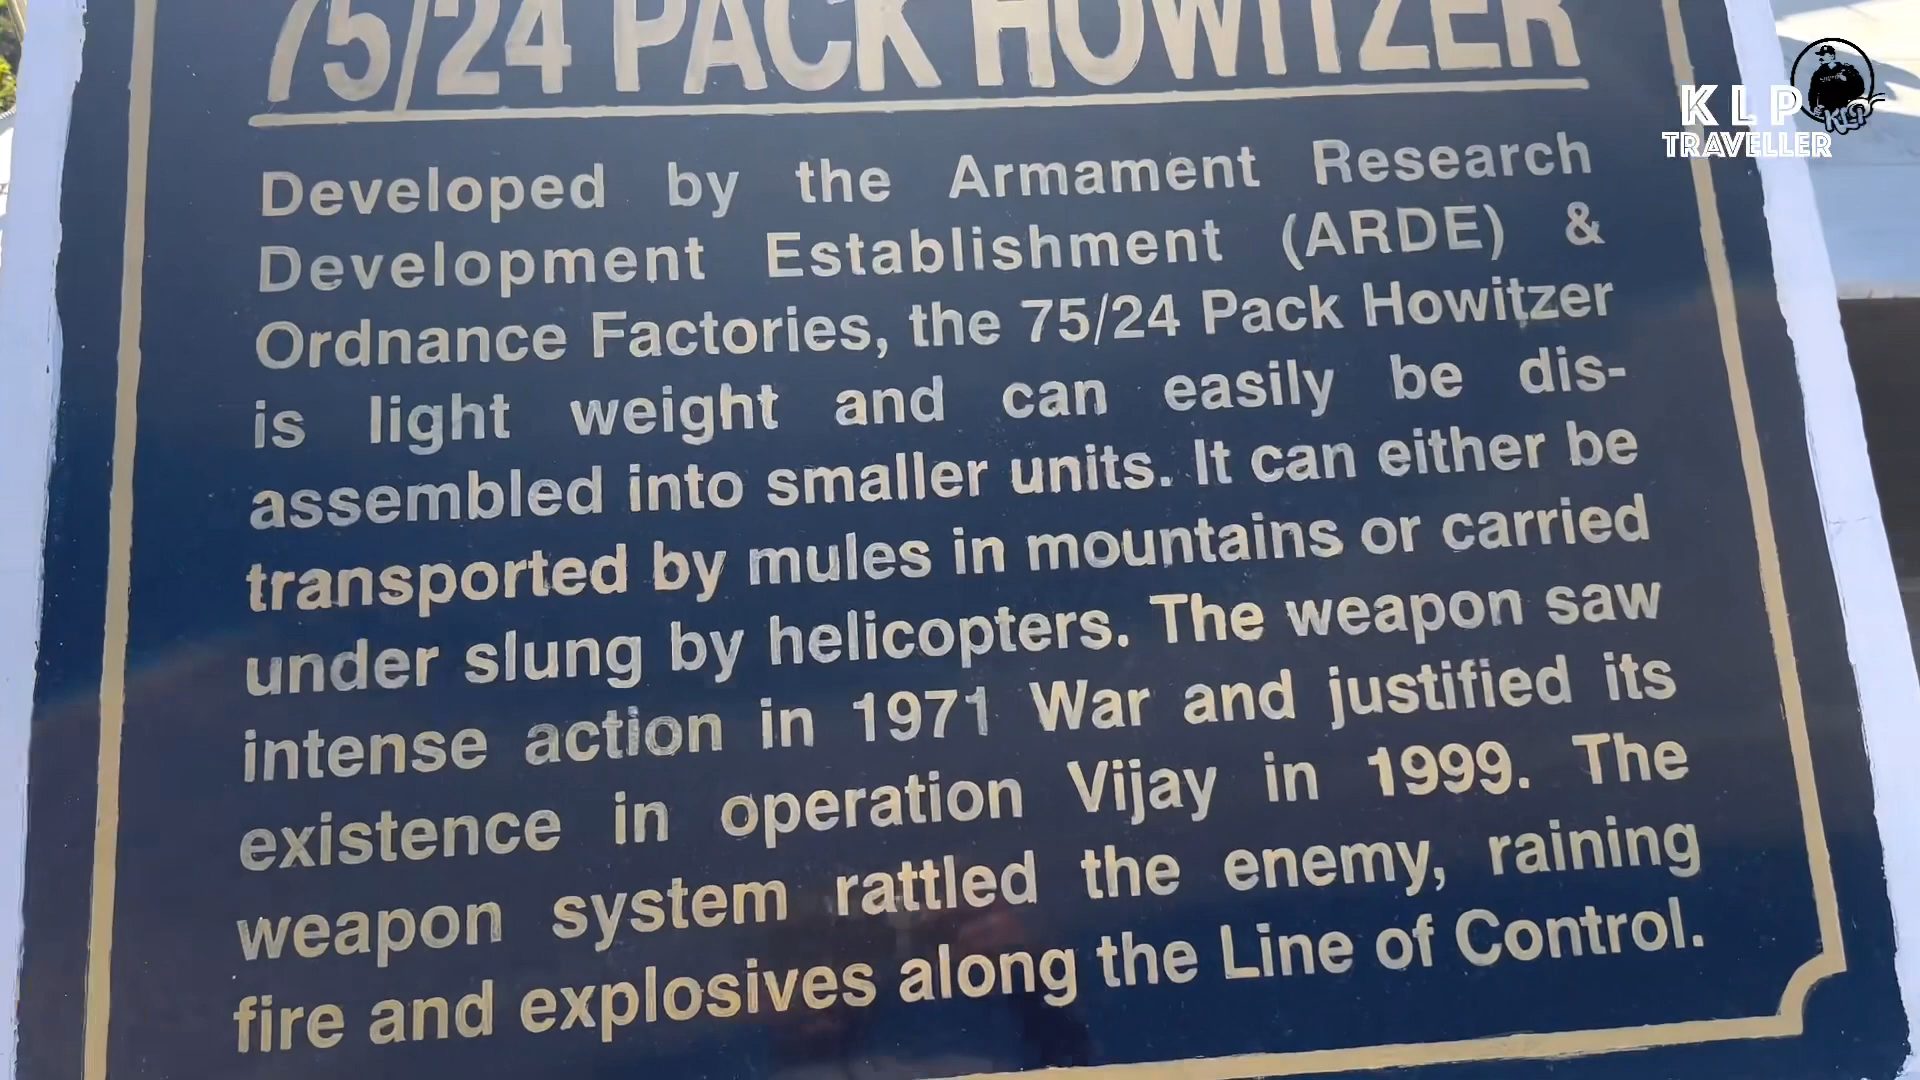 75/24 PACK HOWITZER
KLP
TRAVELLER
KLP
Developed by the Armament Research
Development Establishment (ARDE) &
Ordnance Factories, the 75/24 Pack Howitzer
is light weight and can easily be dis-
assembled into smaller units. It can either be
transported by mules in mountains or carried
under slung by helicopters. The weapon saw
intense action in 1971 War and justified its
existence in operation Vijay in 1999. The
weapon system rattled the enemy, raining
fire and explosives along the Line of Control.